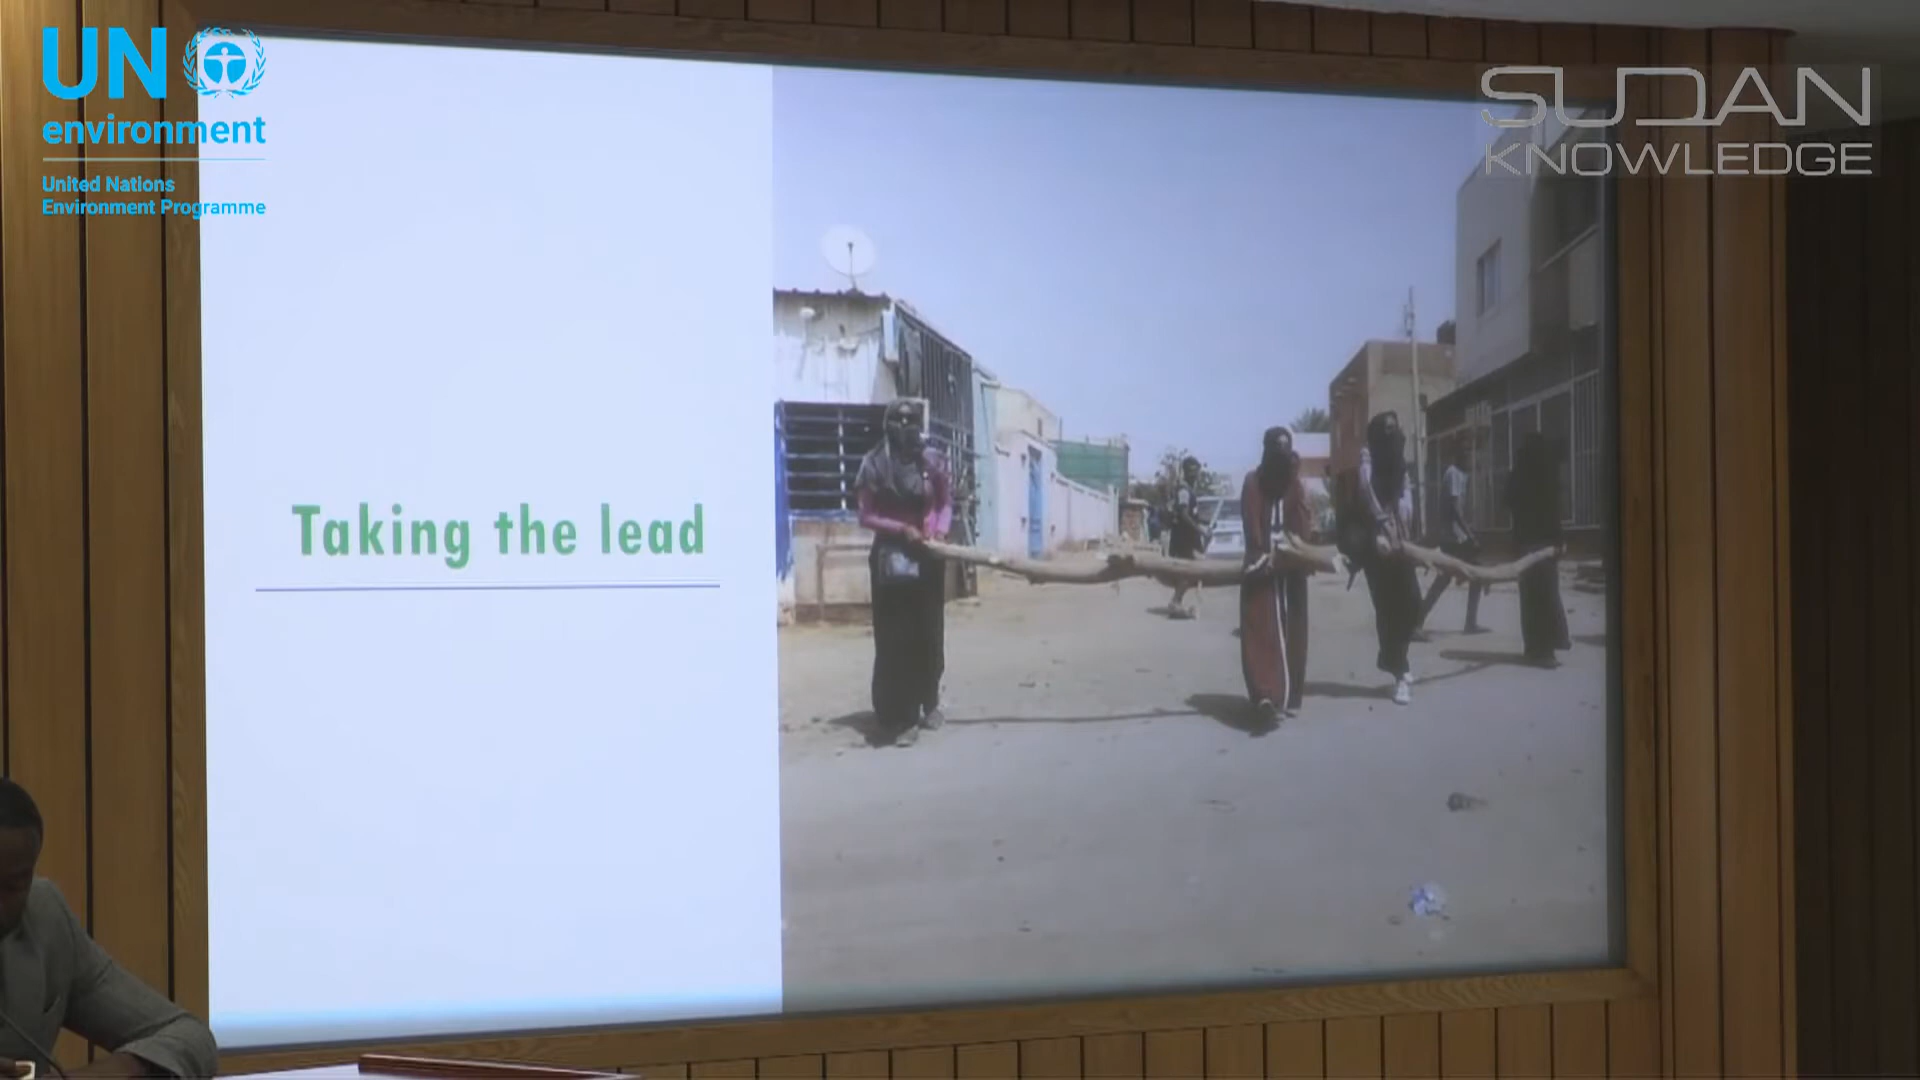 UN
environment
United Nations
Environment Programme
SUDAN
KNOWLEDGE
Taking the lead